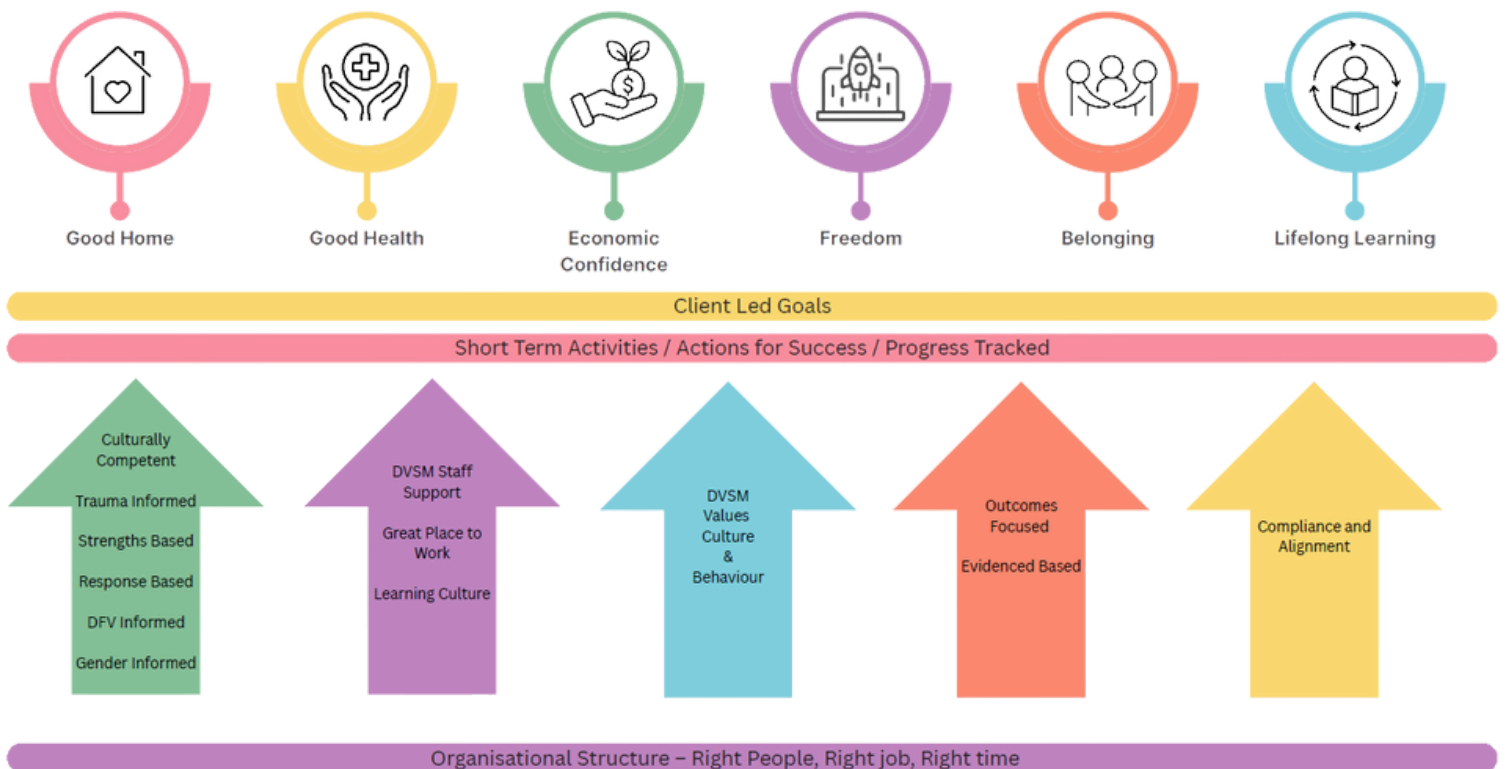 Good Home
Good Health
Economic
Confidence
Freedom
Belonging
Lifelong Learning
Client Led Goals
Short Term Activities / Actions for Success / Progress Tracked
Culturally
Competent
Trauma Informed
Strengths Based
Response Based
DFV Informed
Gender Informed
DVSM Staff
Support
Great Place to
Work
Learning Culture
DVSM
Values
Culture
&
Behaviour
Outcomes
Focused
Evidenced Based
Compliance and
Alignment
Organisational Structure – Right People, Right job, Right time